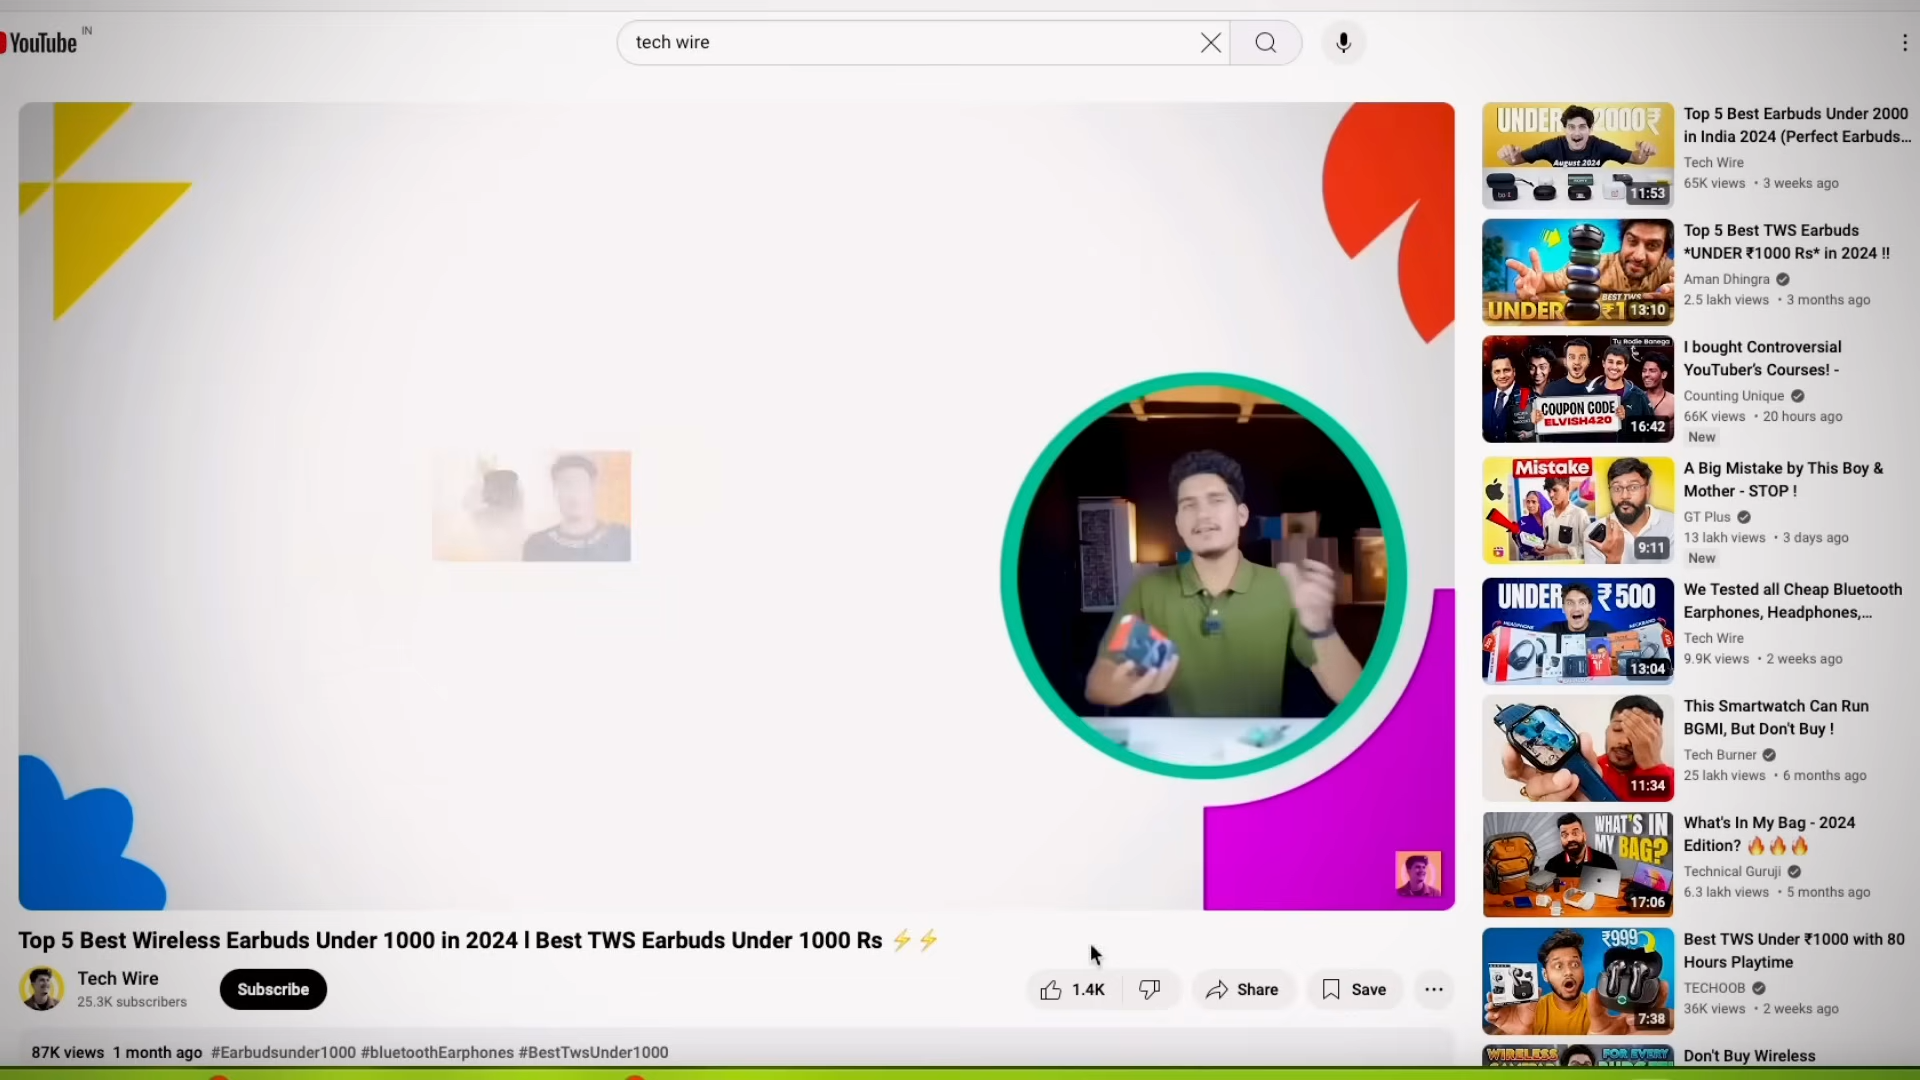 YouTube IN
tech wire
Top 5 Best Wireless Earbuds Under 1000 in 2024 l Best TWS Earbuds Under 1000 Rs ⚡⚡
Tech Wire
25.3K subscribers
Subscribe
1.4K
Share
Save
87K views 1 month ago #Earbudsunder1000 #bluetoothEarphones #BestTwsUnder1000
UNDER 2000₹
August 2024
11:53
Top 5 Best Earbuds Under 2000
in India 2024 (Perfect Earbuds...
Tech Wire
65K views • 3 weeks ago
BEST TWS
UNDER ₹1
13:10
Top 5 Best TWS Earbuds
*UNDER ₹1000 Rs* in 2024 !!
Aman Dhingra
2.5 lakh views • 3 months ago
Tu Rodie Banega
COUPON CODE
ELVISH420
16:42
I bought Controversial
YouTuber's Courses! -
Counting Unique
66K views • 20 hours ago
New
Mistake
9:11
A Big Mistake by This Boy &
Mother - STOP !
GT Plus
13 lakh views • 3 days ago
New
UNDER ₹500
HEADPHONE
NECKBAND
13:04
We Tested all Cheap Bluetooth
Earphones, Headphones,...
Tech Wire
9.9K views • 2 weeks ago
11:34
This Smartwatch Can Run
BGMI, But Don't Buy !
Tech Burner
25 lakh views • 6 months ago
WHAT'S IN
MY BAG?
17:06
What's In My Bag - 2024
Edition? 🔥🔥🔥
Technical Guruji
6.3 lakh views • 5 months ago
₹999
7:38
Best TWS Under ₹1000 with 80
Hours Playtime
TECHOOB
36K views • 2 weeks ago
WIRELESS
FOR EVERY
Don't Buy Wireless